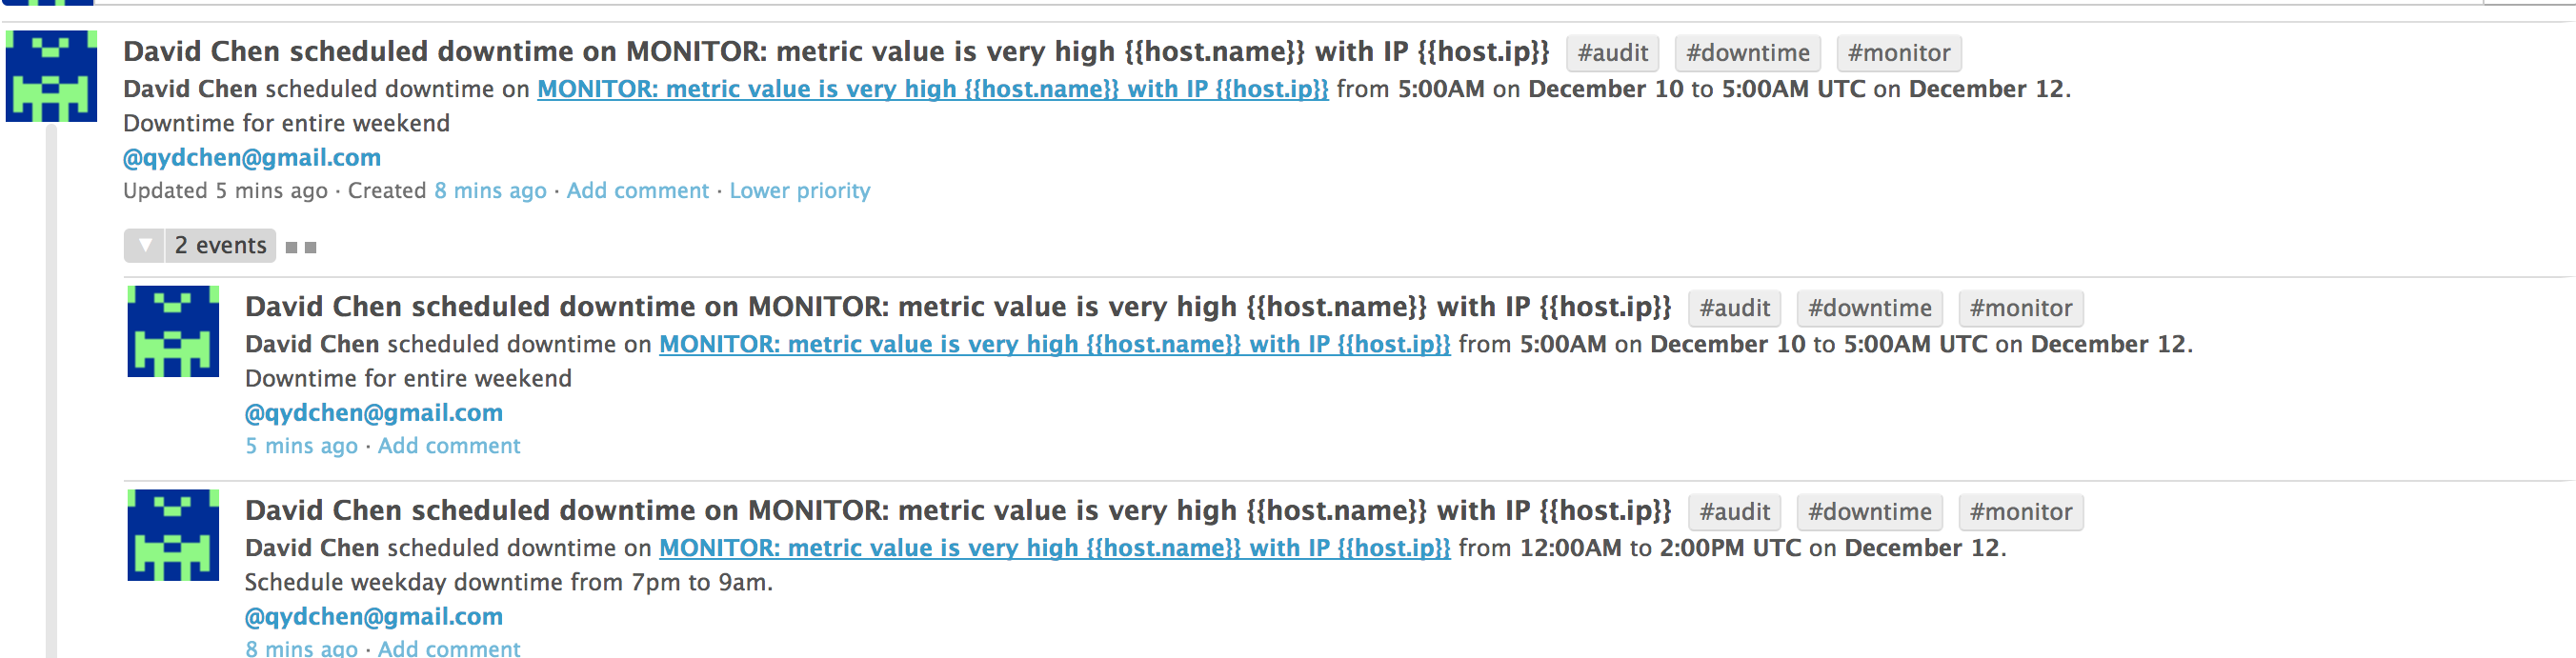 David Chen scheduled downtime on MONITOR: metric value is very high {{host.name}} with IP {{host.ip}} #audit #downtime #monitor
David Chen scheduled downtime on MONITOR: metric value is very high {{host.name}} with IP {{host.ip}} from 5:00AM on December 10 to 5:00AM UTC on December 12.
Downtime for entire weekend
@qydchen@gmail.com
Updated 5 mins ago · Created 8 mins ago · Add comment · Lower priority
2 events
David Chen scheduled downtime on MONITOR: metric value is very high {{host.name}} with IP {{host.ip}} #audit #downtime #monitor
David Chen scheduled downtime on MONITOR: metric value is very high {{host.name}} with IP {{host.ip}} from 5:00AM on December 10 to 5:00AM UTC on December 12.
Downtime for entire weekend
@qydchen@gmail.com
5 mins ago · Add comment
David Chen scheduled downtime on MONITOR: metric value is very high {{host.name}} with IP {{host.ip}} #audit #downtime #monitor
David Chen scheduled downtime on MONITOR: metric value is very high {{host.name}} with IP {{host.ip}} from 12:00AM to 2:00PM UTC on December 12.
Schedule weekday downtime from 7pm to 9am.
@qydchen@gmail.com
8 mins ago · Add comment